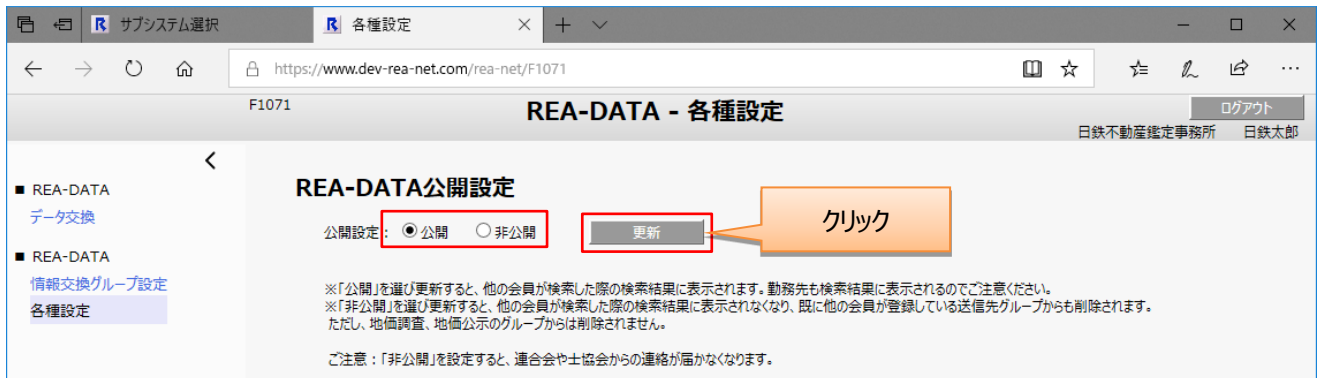 サブシステム選択
各種設定
https://www.dev-rea-net.com/rea-net/F1071
F1071
REA-DATA - 各種設定
ログアウト
日鉄不動産鑑定事務所 日鉄太郎
■ REA-DATA
データ交換
■ REA-DATA
情報交換グループ設定
各種設定
REA-DATA公開設定
公開設定： 公開 非公開
更新
クリック
※「公開」を選び更新すると、他の会員が検索した際の検索結果に表示されます。勤務先も検索結果に表示されるのでご注意ください。
※「非公開」を選び更新すると、他の会員が検索した際の検索結果に表示されなくなり、既に他の会員が登録している送信先グループからも削除されます。
ただし、地価調査、地価公示のグループからは削除されません。
ご注意：「非公開」を設定すると、連合会や士協会からの連絡が届かなくなります。